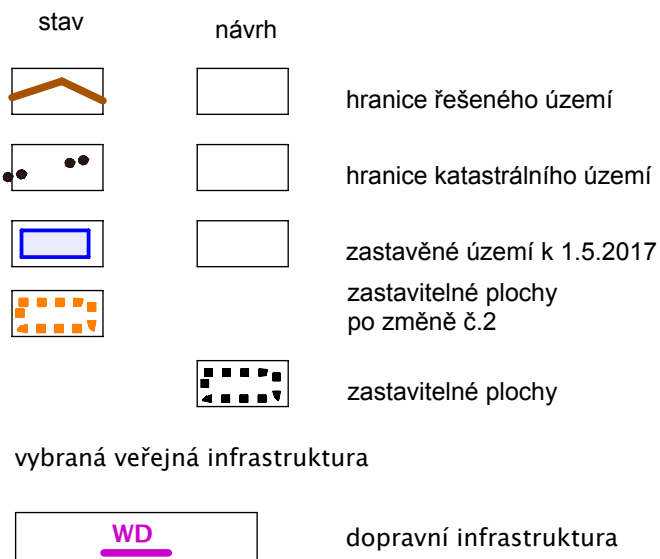 stav
návrh
hranice řešeného území
hranice katastrálního území
zastavěné území k 1.5.2017
zastavitelné plochy
po změně č.2
zastavitelné plochy
vybraná veřejná infrastruktura
WD
dopravní infrastruktura